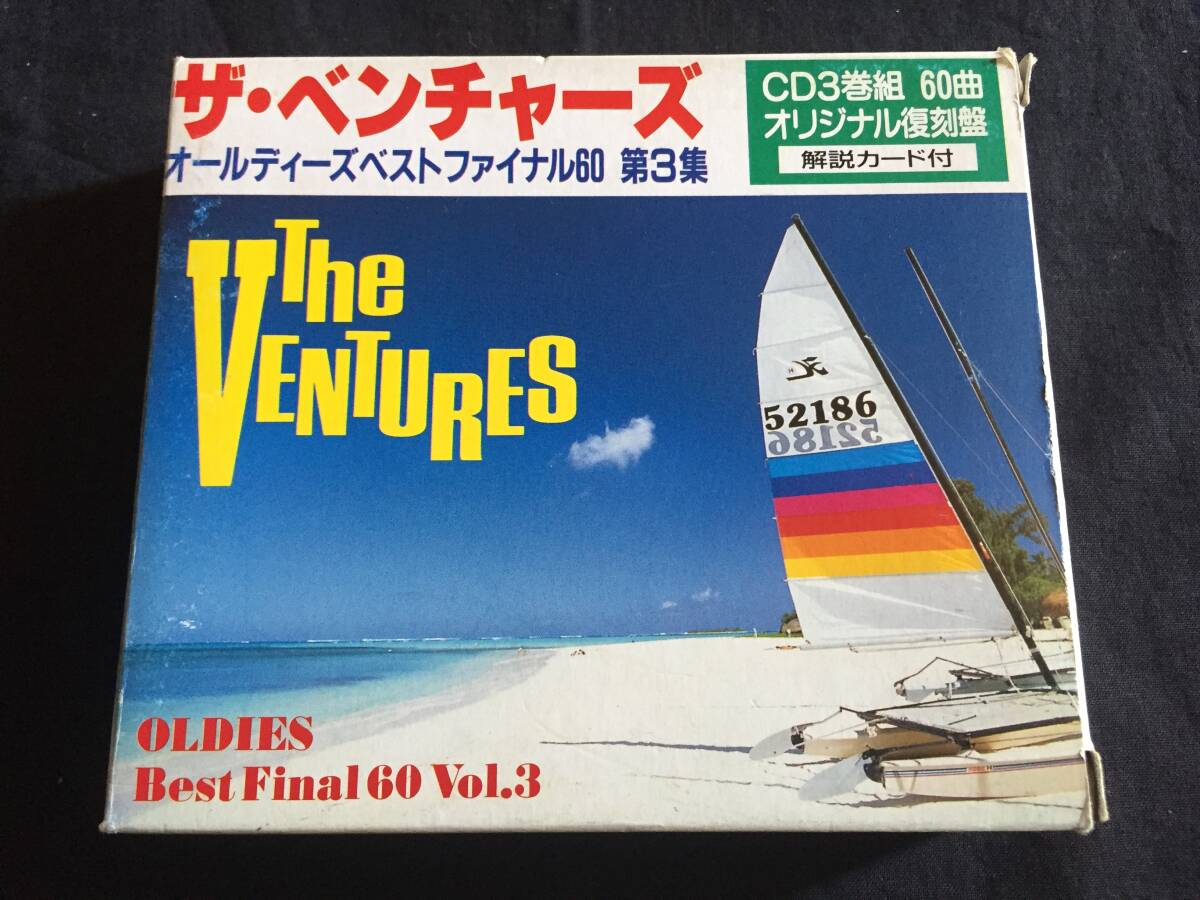 ザ・ベンチャーズ
オールディーズベストファイナル60 第3集
CD3巻組 60曲
オリジナル復刻盤
解説カード付
The
VENTURES
52186
52186
OLDIES
Best Final 60 Vol.3